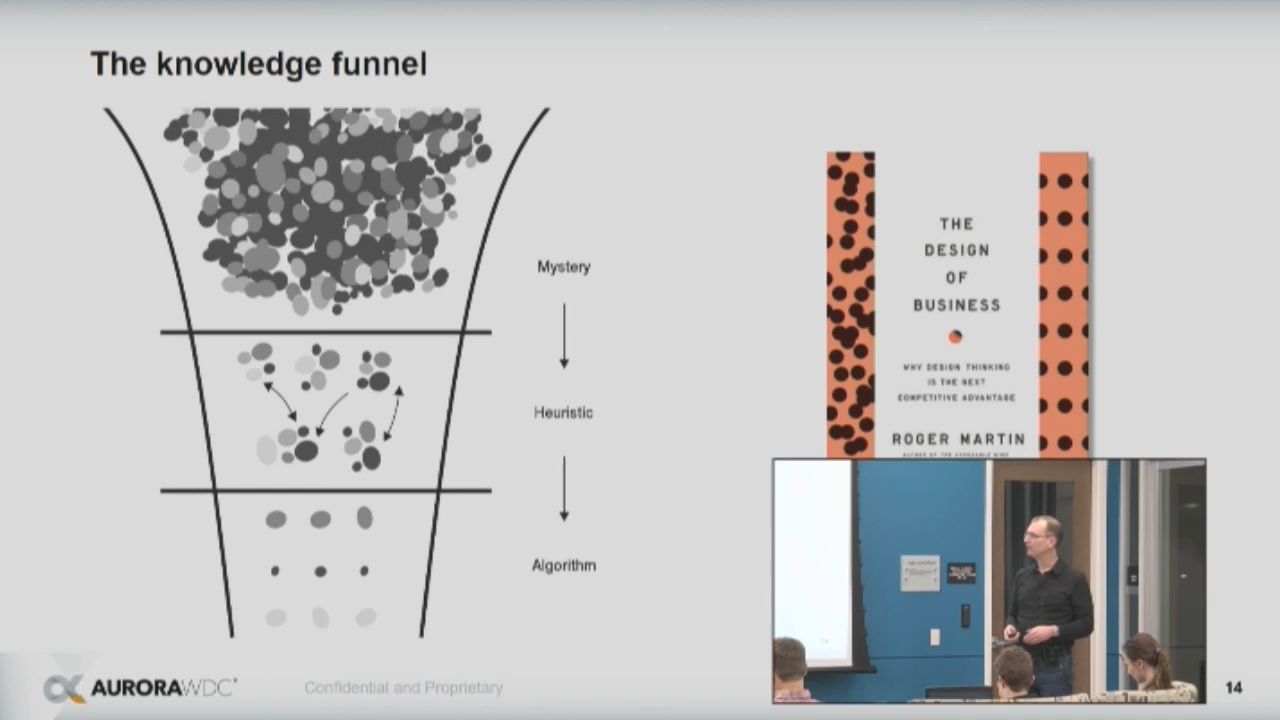 The knowledge funnel
Mystery
Heuristic
Algorithm
THE
DESIGN
OF
BUSINESS
WHY DESIGN THINKING
IS THE NEXT
COMPETITIVE ADVANTAGE
ROGER MARTIN
AURORAWDC
Confidential and Proprietary
14